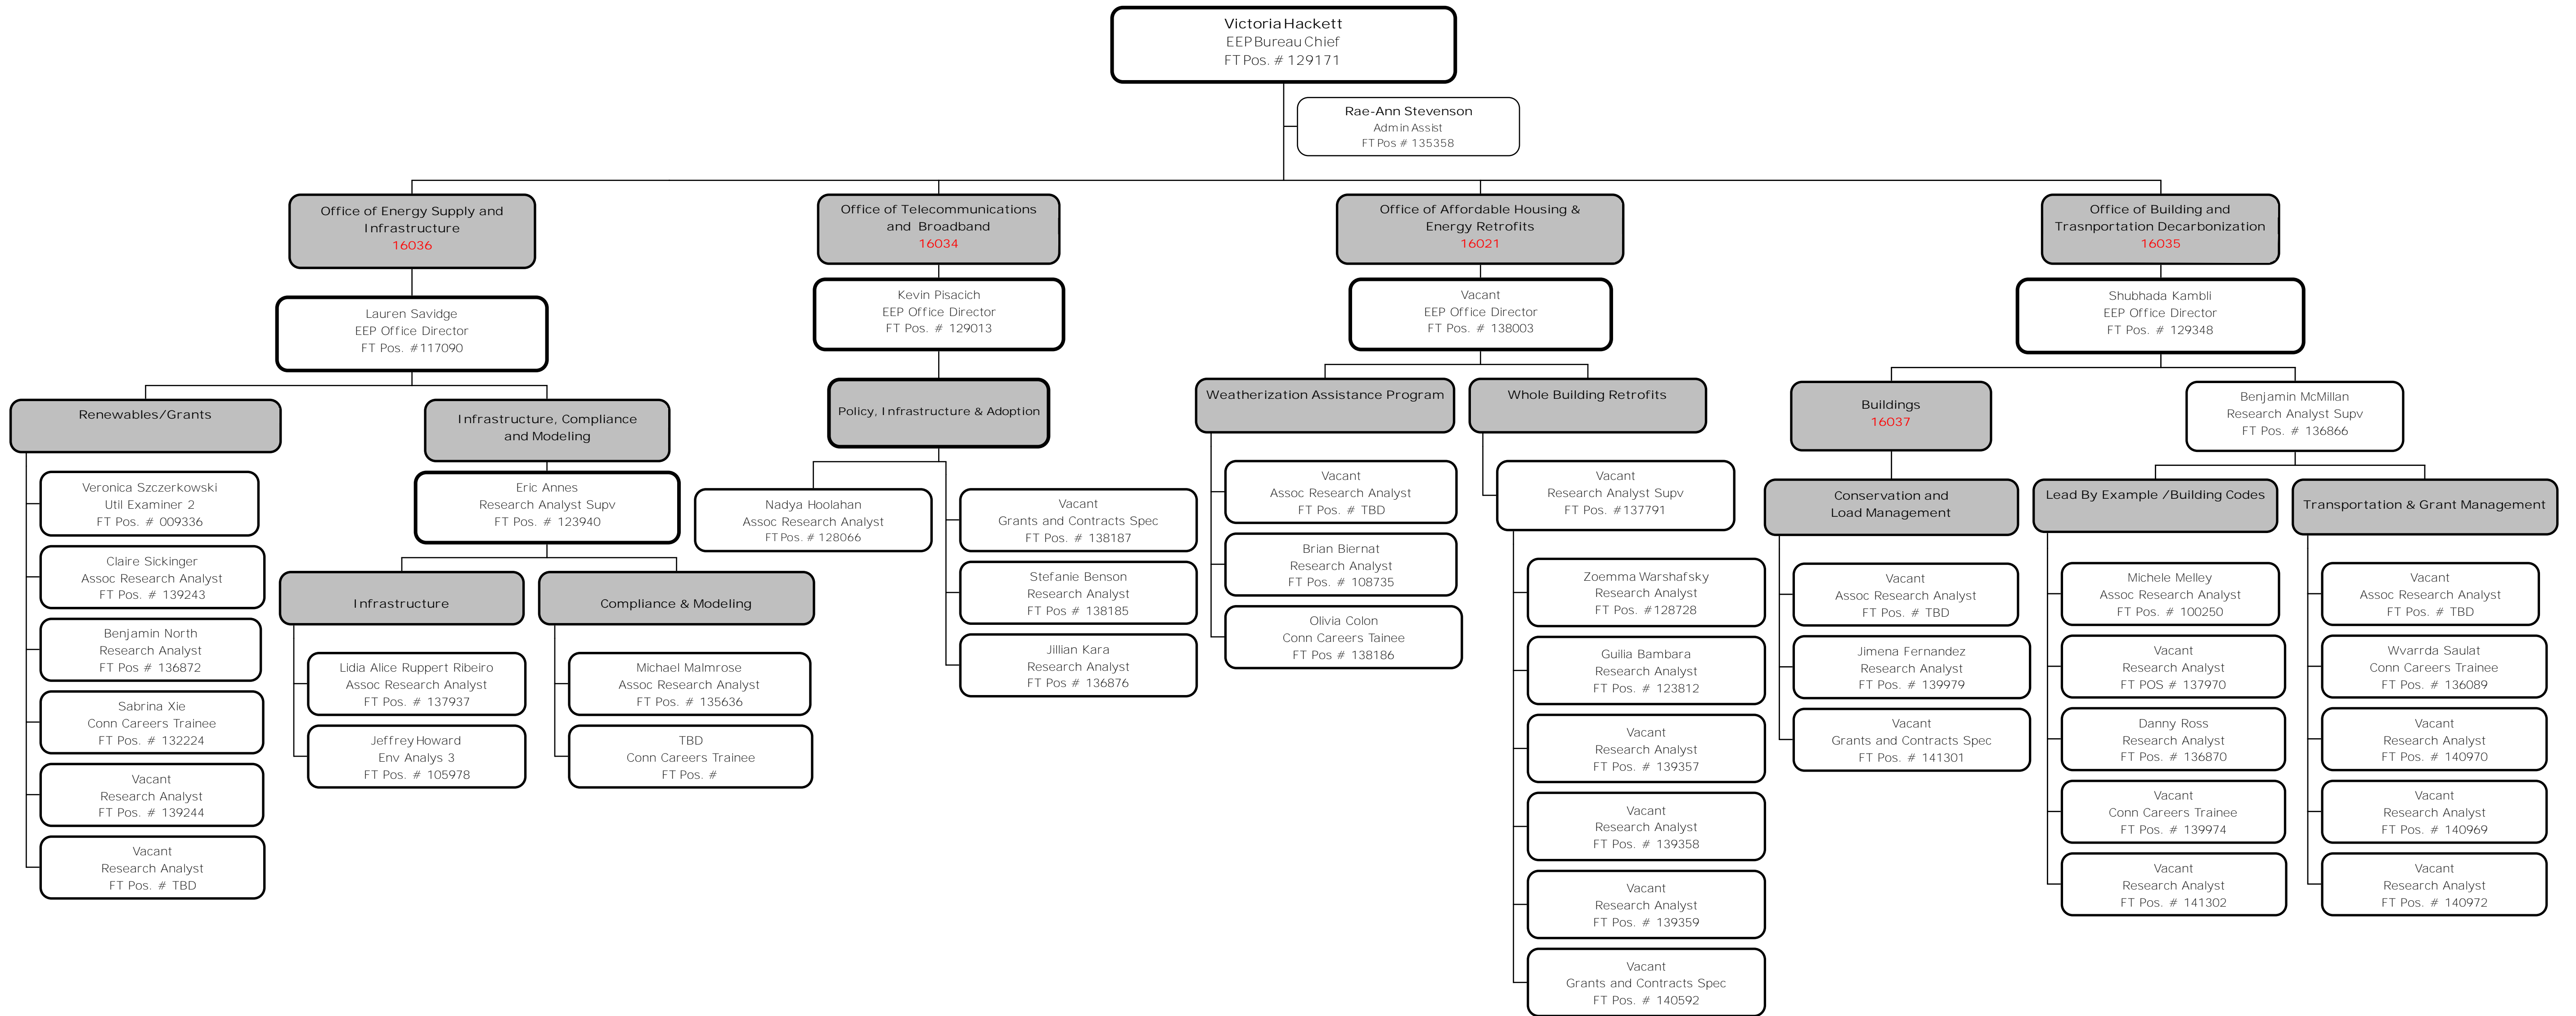 Victoria Hackett
EEP Bureau Chief
FT Pos. # 129171
Rae-Ann Stevenson
Admin Assist
FT Pos # 135358
Office of Energy Supply and
Infrastructure
16036
Lauren Savidge
EEP Office Director
FT Pos. #117090
Renewables/Grants
Veronica Szczerkowski
Util Examiner 2
FT Pos. # 009336
Claire Sickinger
Assoc Research Analyst
FT Pos. # 139243
Benjamin North
Research Analyst
FT Pos # 136872
Sabrina Xie
Conn Careers Trainee
FT Pos. # 132224
Vacant
Research Analyst
FT Pos. # 139244
Vacant
Research Analyst
FT Pos. # TBD
Infrastructure, Compliance
and Modeling
Eric Annes
Research Analyst Supv
FT Pos. # 123940
Infrastructure
Lidia Alice Ruppert Ribeiro
Assoc Research Analyst
FT Pos. # 137937
Jeffrey Howard
Env Analys 3
FT Pos. # 105978
Compliance & Modeling
Michael Malmrose
Assoc Research Analyst
FT Pos. # 135636
TBD
Conn Careers Trainee
FT Pos. #
Office of Telecommunications
and Broadband
16034
Kevin Pisacich
EEP Office Director
FT Pos. # 129013
Policy, Infrastructure & Adoption
Nadya Hoolahan
Assoc Research Analyst
FT Pos. # 128066
Vacant
Grants and Contracts Spec
FT Pos. # 138187
Stefanie Benson
Research Analyst
FT Pos # 138185
Jillian Kara
Research Analyst
FT Pos # 136876
Office of Affordable Housing &
Energy Retrofits
16021
Vacant
EEP Office Director
FT Pos. # 138003
Weatherization Assistance Program
Vacant
Assoc Research Analyst
FT Pos. # TBD
Brian Biernat
Research Analyst
FT Pos. # 108735
Olivia Colon
Conn Careers Tainee
FT Pos # 138186
Whole Building Retrofits
Vacant
Research Analyst Supv
FT Pos. #137791
Zoemma Warshafsky
Research Analyst
FT Pos. #128728
Guilia Bambara
Research Analyst
FT Pos. # 123812
Vacant
Research Analyst
FT Pos. # 139357
Vacant
Research Analyst
FT Pos. # 139358
Vacant
Research Analyst
FT Pos. # 139359
Vacant
Grants and Contracts Spec
FT Pos. # 140592
Office of Building and
Trasnportation Decarbonization
16035
Shubhada Kambli
EEP Office Director
FT Pos. # 129348
Buildings
16037
Conservation and
Load Management
Vacant
Assoc Research Analyst
FT Pos. # TBD
Jimena Fernandez
Research Analyst
FT Pos. # 139979
Vacant
Grants and Contracts Spec
FT Pos. # 141301
Benjamin McMillan
Research Analyst Supv
FT Pos. # 136866
Lead By Example /Building Codes
Michele Melley
Assoc Research Analyst
FT Pos. # 100250
Vacant
Research Analyst
FT POS # 137970
Danny Ross
Research Analyst
FT Pos. # 136870
Vacant
Conn Careers Trainee
FT Pos. # 139974
Vacant
Research Analyst
FT Pos. # 141302
Transportation & Grant Management
Vacant
Assoc Research Analyst
FT Pos. # TBD
Wvarrda Saulat
Conn Careers Trainee
FT Pos. # 136089
Vacant
Research Analyst
FT Pos. # 140970
Vacant
Research Analyst
FT Pos. # 140969
Vacant
Research Analyst
FT Pos. # 140972